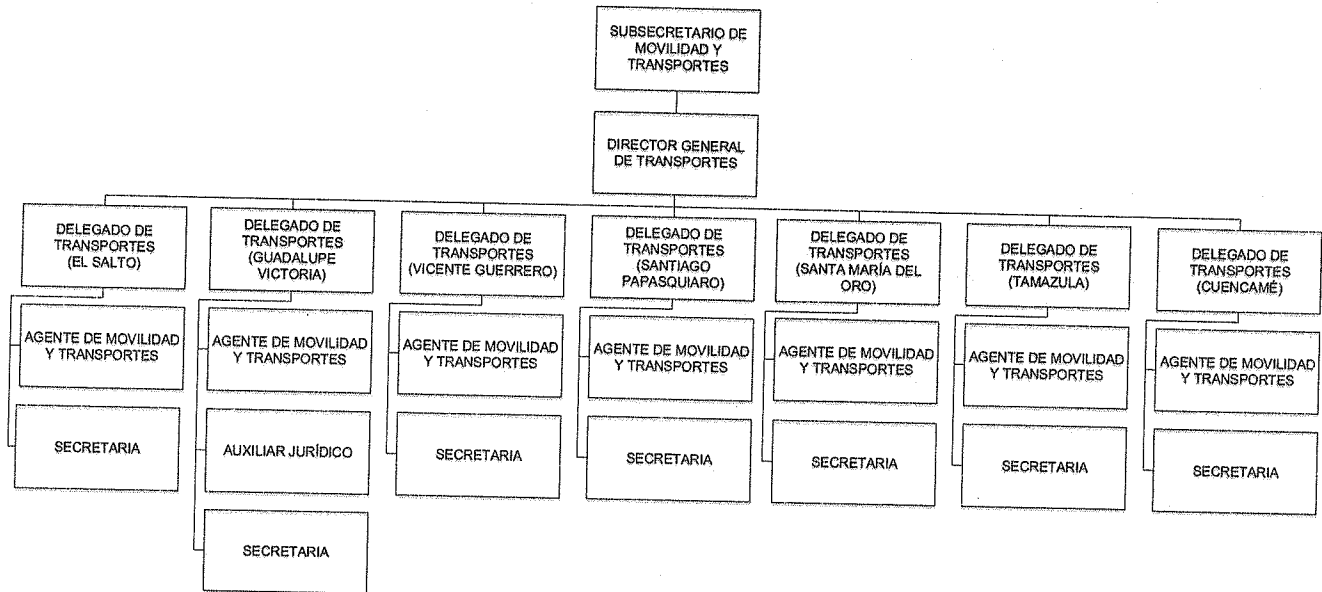 SUBSECRETARIO DE
MOVILIDAD Y
TRANSPORTES
DIRECTOR GENERAL
DE TRANSPORTES
DELEGADO DE
TRANSPORTES
(EL SALTO)
AGENTE DE MOVILIDAD
Y TRANSPORTES
SECRETARIA
DELEGADO DE
TRANSPORTES
(GUADALUPE
VICTORIA)
AGENTE DE MOVILIDAD
Y TRANSPORTES
AUXILIAR JURÍDICO
SECRETARIA
DELEGADO DE
TRANSPORTES
(VICENTE GUERRERO)
AGENTE DE MOVILIDAD
Y TRANSPORTES
SECRETARIA
DELEGADO DE
TRANSPORTES
(SANTIAGO
PAPASQUIARO)
AGENTE DE MOVILIDAD
Y TRANSPORTES
SECRETARIA
DELEGADO DE
TRANSPORTES
(SANTA MARÍA DEL
ORO)
AGENTE DE MOVILIDAD
Y TRANSPORTES
SECRETARIA
DELEGADO DE
TRANSPORTES
(TAMAZULA)
AGENTE DE MOVILIDAD
Y TRANSPORTES
SECRETARIA
DELEGADO DE
TRANSPORTES
(CUENCAMÉ)
AGENTE DE MOVILIDAD
Y TRANSPORTES
SECRETARIA